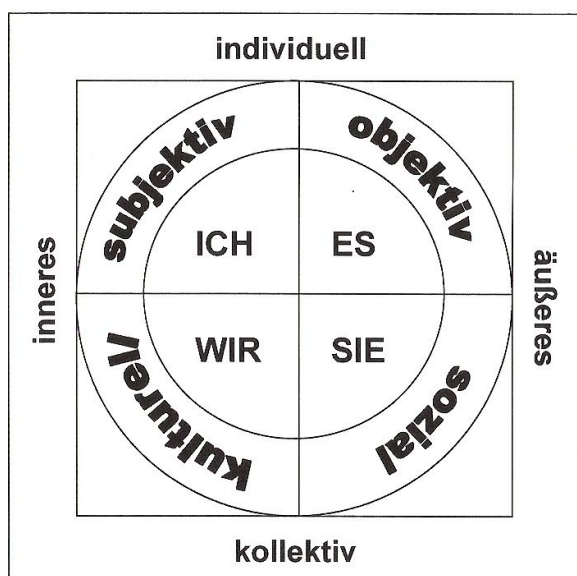 individuell
subjektiv
objektiv
ICH
ES
inneres
äußeres
WIR
SIE
kulturell
sozial
kollektiv